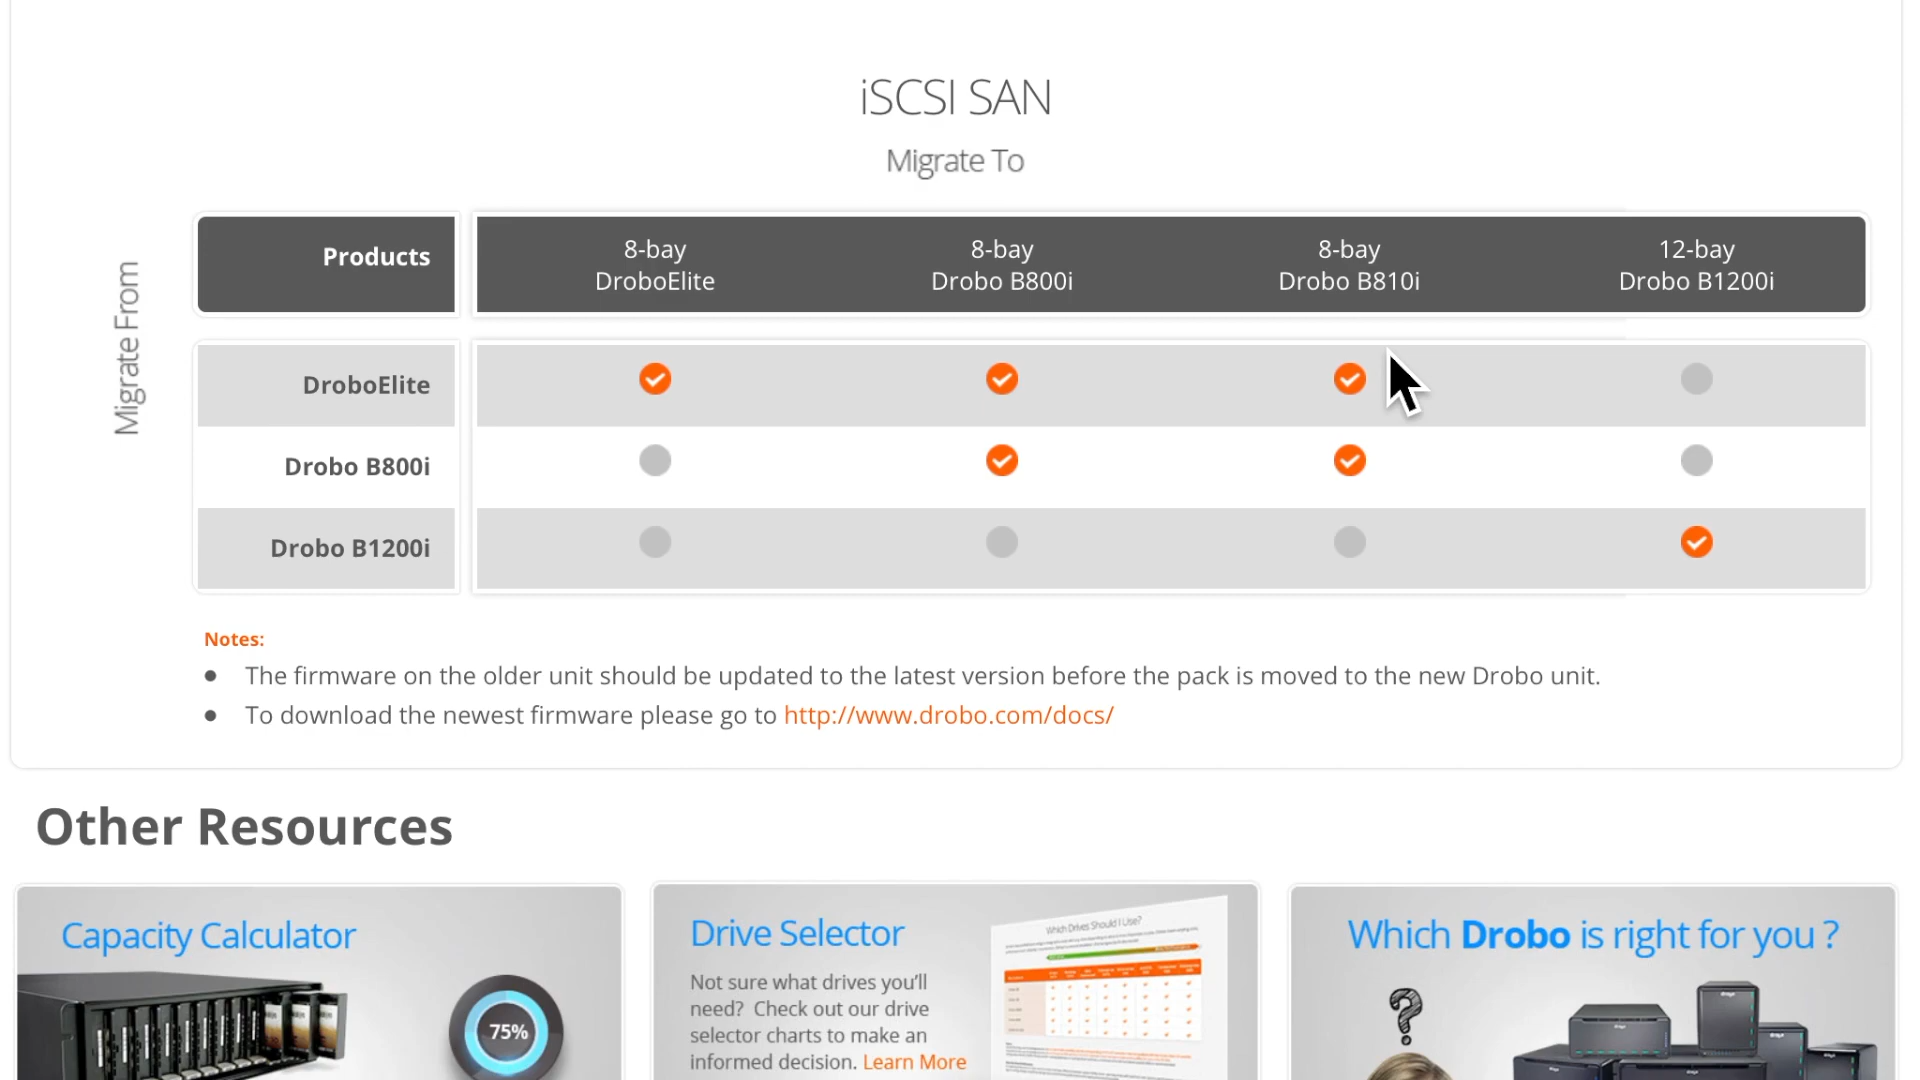 iSCSI SAN
Migrate To
Migrate From
Products
8-bay
DroboElite
8-bay
Drobo B800i
8-bay
Drobo B810i
12-bay
Drobo B1200i
DroboElite
Drobo B800i
Drobo B1200i
Notes:
● The firmware on the older unit should be updated to the latest version before the pack is moved to the new Drobo unit.
● To download the newest firmware please go to http://www.drobo.com/docs/
Other Resources
Capacity Calculator
75%
Drive Selector
Not sure what drives you'll
need? Check out our drive
selector charts to make an
informed decision. Learn More
Which Drives Should I Use?
Which Drobo is right for you ?
?